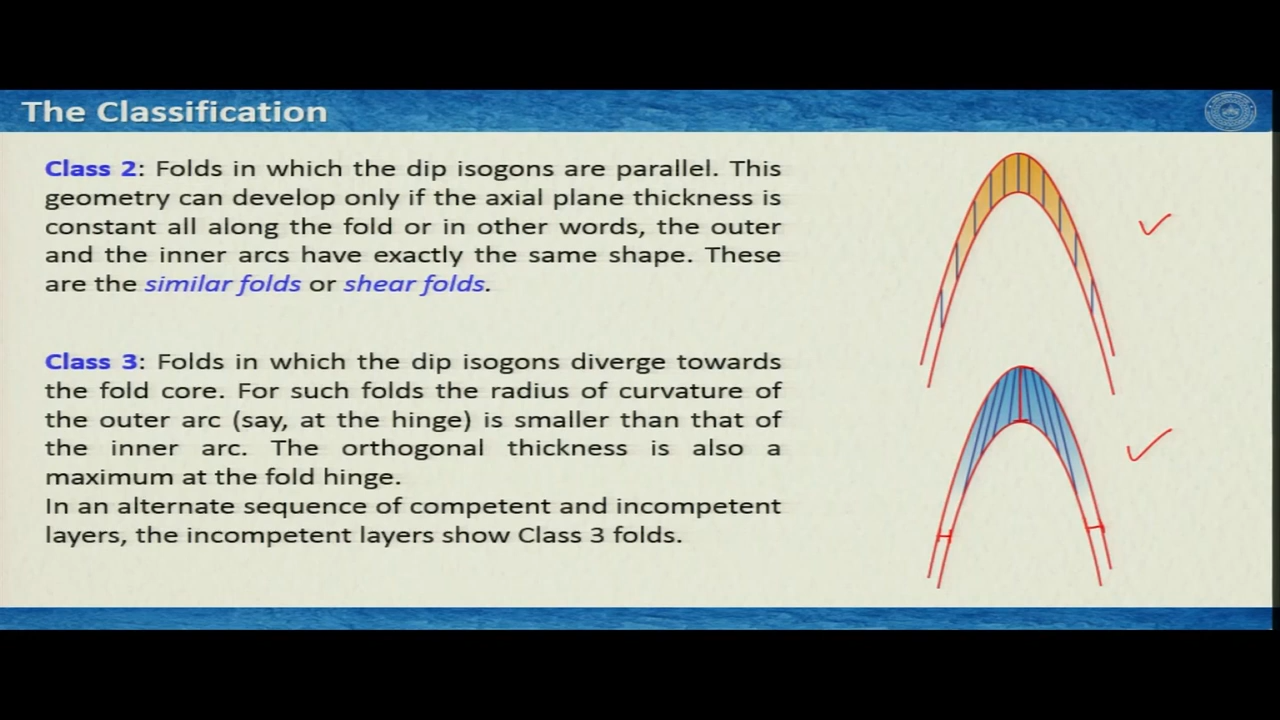 The Classification
Class 2: Folds in which the dip isogons are parallel. This
geometry can develop only if the axial plane thickness is
constant all along the fold or in other words, the outer
and the inner arcs have exactly the same shape. These
are the similar folds or shear folds.
Class 3: Folds in which the dip isogons diverge towards
the fold core. For such folds the radius of curvature of
the outer arc (say, at the hinge) is smaller than that of
the inner arc. The orthogonal thickness is also a
maximum at the fold hinge.
In an alternate sequence of competent and incompetent
layers, the incompetent layers show Class 3 folds.